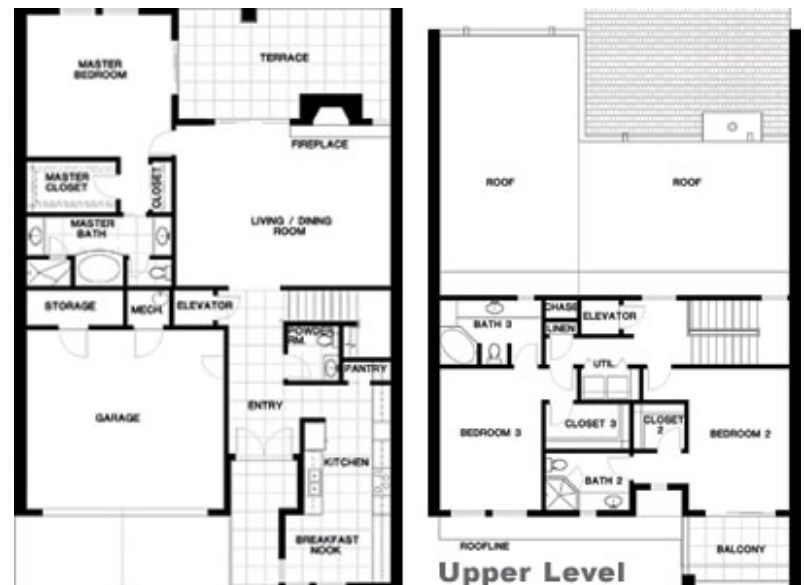 MASTER
BEDROOM
TERRACE
FIREPLACE
MASTER
CLOSET
CLOSET
LIVING / DINING
ROOM
MASTER
BATH
STORAGE
MECH.
ELEVATOR
POWDER
RM.
PANTRY
GARAGE
ENTRY
KITCHEN
BREAKFAST
NOOK
ROOF
ROOF
BATH 3
CHASE
LINEN
ELEVATOR
UTIL.
BEDROOM 3
CLOSET 3
CLOSET
2
BEDROOM 2
BATH 2
ROOFLINE
BALCONY
Upper Level